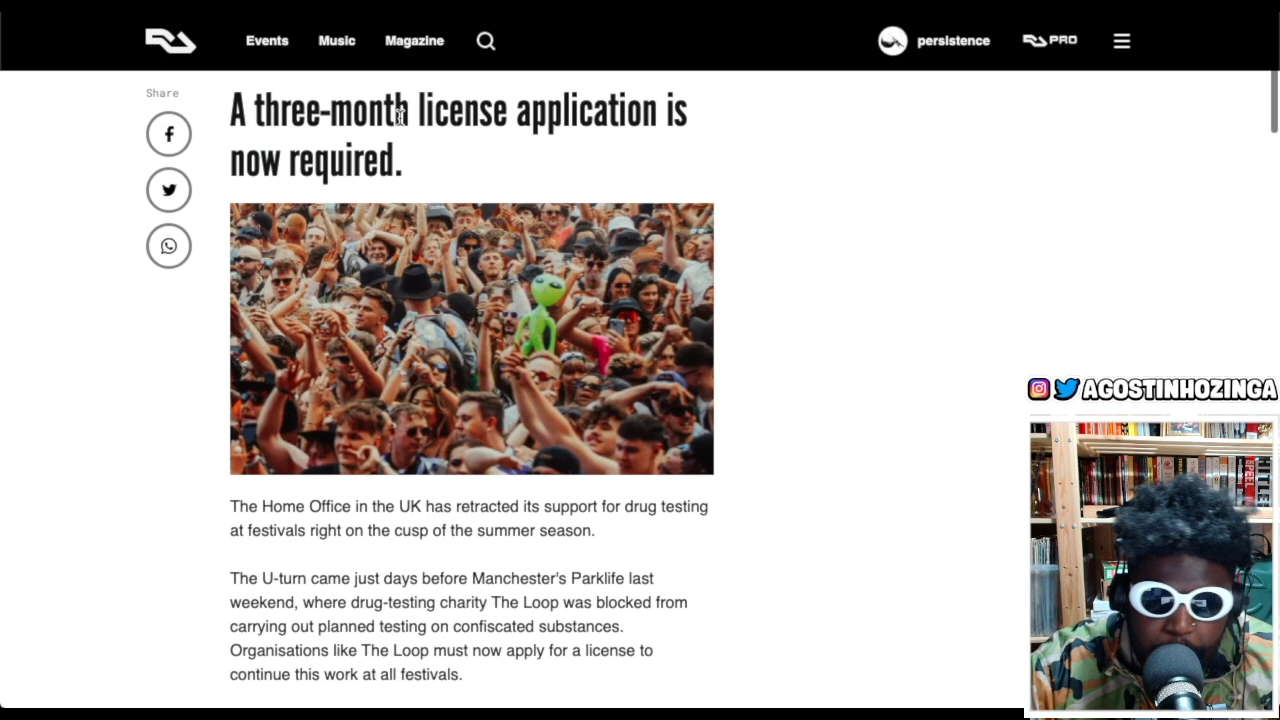 Events Music Magazine
persistence
PRO
Share
A three-month license application is
now required.
The Home Office in the UK has retracted its support for drug testing
at festivals right on the cusp of the summer season.
The U-turn came just days before Manchester's Parklife last
weekend, where drug-testing charity The Loop was blocked from
carrying out planned testing on confiscated substances.
Organisations like The Loop must now apply for a license to
continue this work at all festivals.
AGOSTINHOZINGA